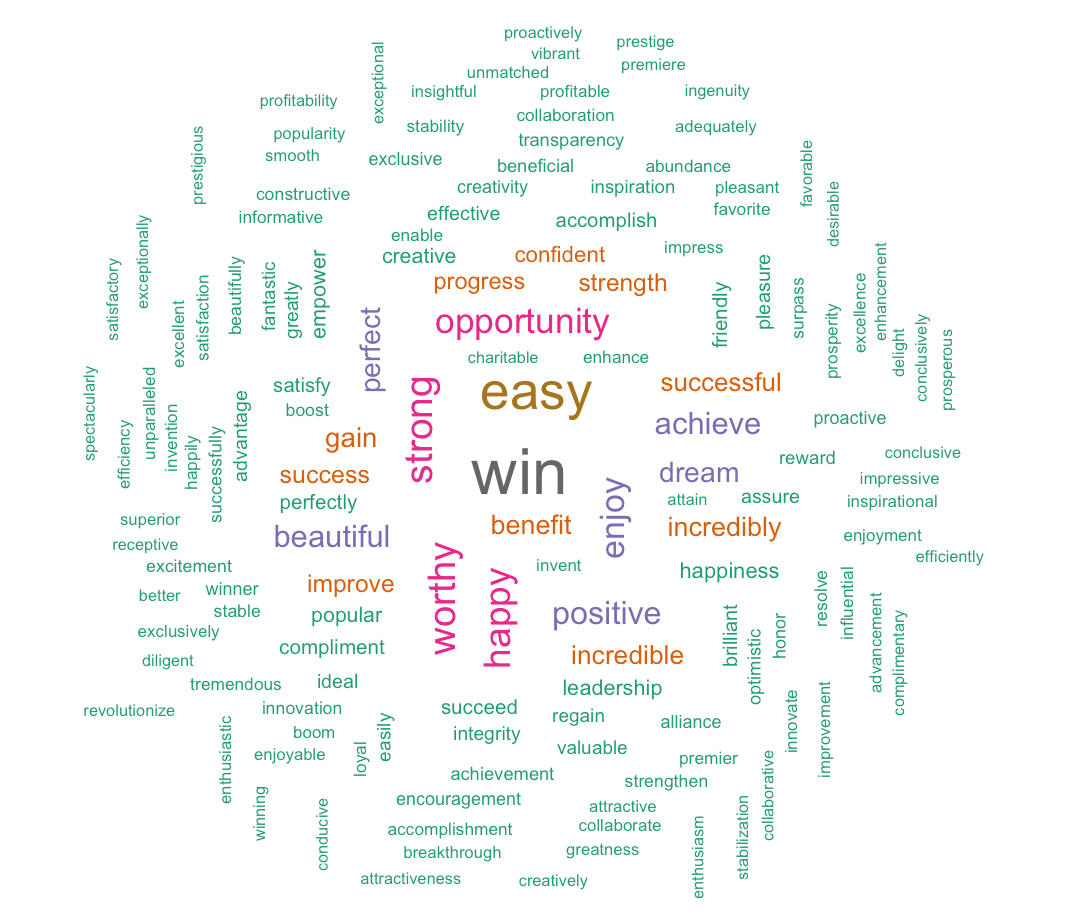 proactively
prestige
vibrant
premiere
unmatched
exceptional
insightful
profitable
ingenuity
profitability
collaboration
popularity
stability
adequately
transparency
prestigious
smooth
exclusive
beneficial
abundance
favorable
creativity
inspiration
pleasant
constructive
desirable
informative
effective
accomplish
favorite
enable
exceptionally
creative
confident
impress
satisfactory
beautifully
fantastic
greatly
empower
progress
strength
friendly
pleasure
surpass
enhancement
excellence
excellent
satisfaction
perfect
opportunity
prosperity
delight
conclusively
prosperous
charitable
enhance
satisfy
easy
successful
spectacularly
unparalleled
boost
strong
achieve
proactive
efficiency
invention
happily
successfully
advantage
gain
win
dream
reward
conclusive
success
impressive
perfectly
attain
assure
inspirational
superior
beautiful
benefit
enjoy
incredibly
enjoyment
receptive
efficiently
excitement
invent
happiness
better
winner
improve
worthy
happy
resolve
influential
stable
popular
positive
brilliant
optimistic
honor
advancement
complimentary
exclusively
compliment
diligent
incredible
tremendous
ideal
leadership
revolutionize
innovation
succeed
regain
alliance
innovate
improvement
enthusiastic
boom
loyal
easily
integrity
enjoyable
valuable
premier
achievement
strengthen
collaborative
winning
conducive
encouragement
attractive
stabilization
accomplishment
collaborate
enthusiasm
breakthrough
greatness
attractiveness
creatively